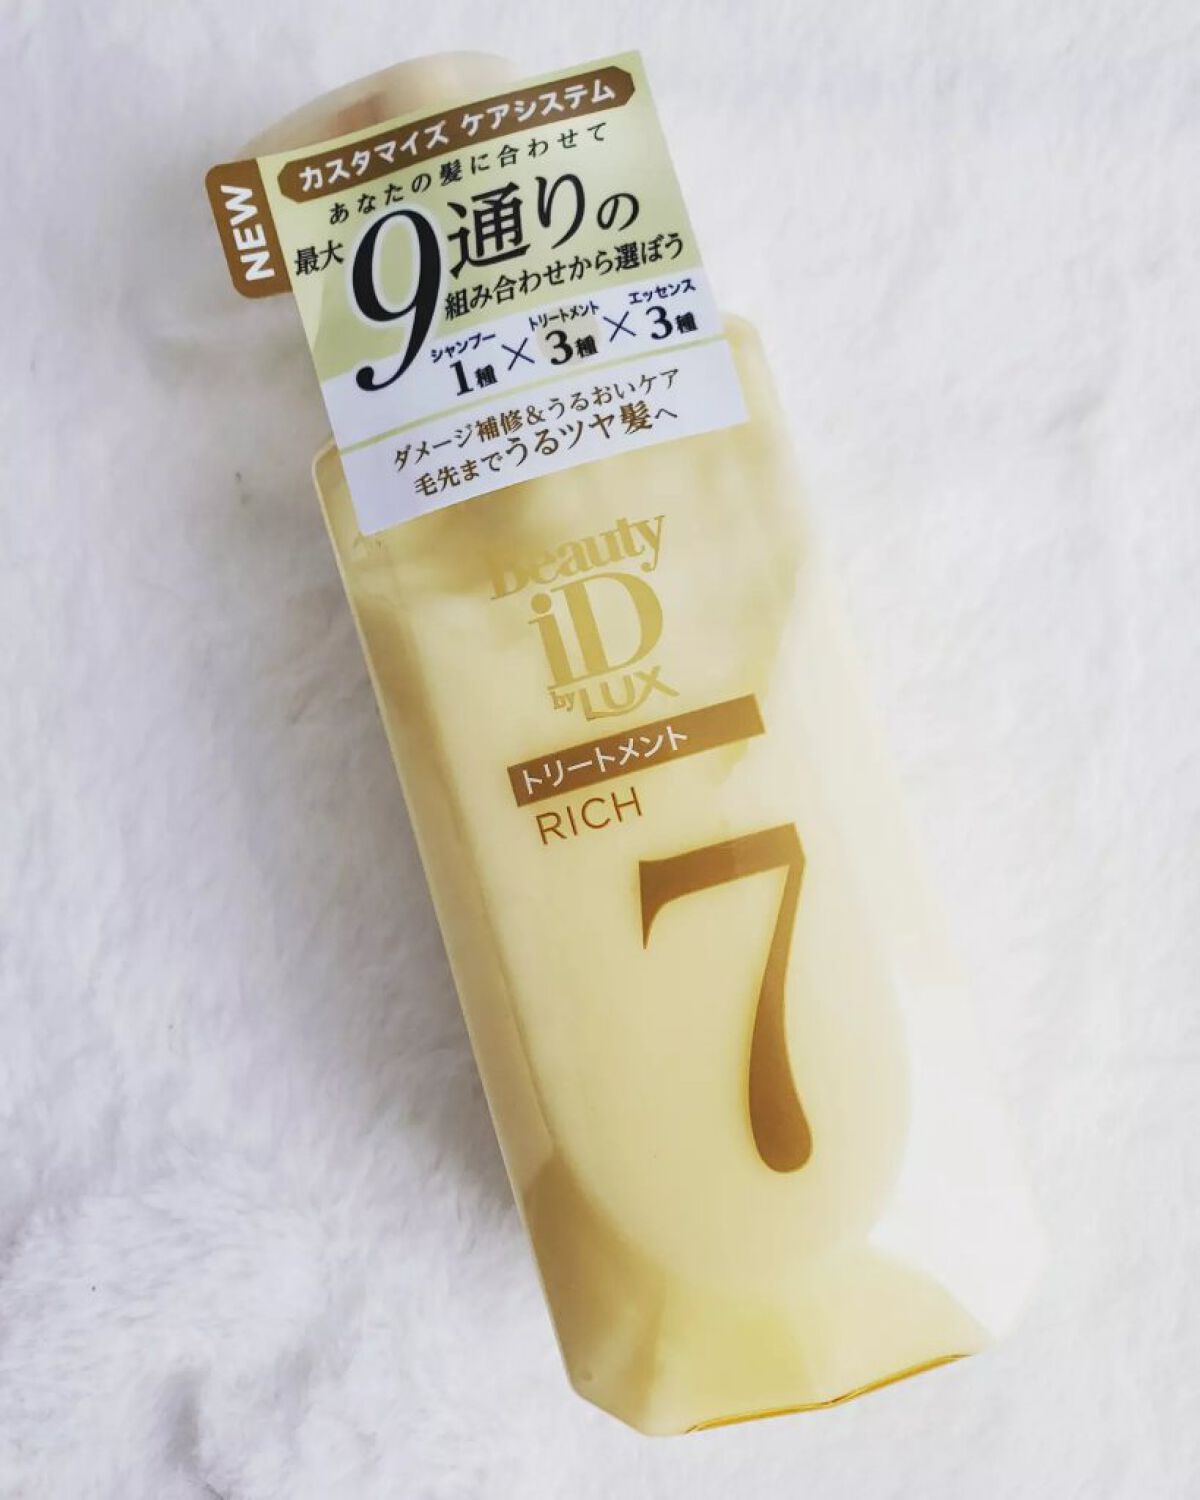 NEW
カスタマイズ ケアシステム
あなたの髪に合わせて
最大9通りの
組み合わせから選ぼう
シャンプー トリートメント エッセンス
1種×3種×3種
ダメージ補修&うるおいケア
毛先までうるツヤ髪へ
Beauty
iD
by LUX
トリートメント
RICH
7